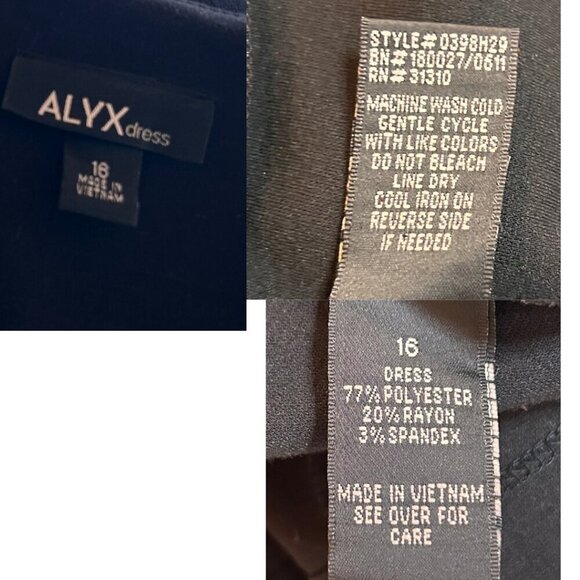 ALYX dress
16
MADE IN
VIETNAM
STYLE# 0398H29
BN# 180027/0611
RN# 31310
MACHINE WASH COLD
GENTLE CYCLE
WITH LIKE COLORS
DO NOT BLEACH
LINE DRY
COOL IRON ON
REVERSE SIDE
IF NEEDED
16
DRESS
77% POLYESTER
20% RAYON
3% SPANDEX
MADE IN VIETNAM
SEE OVER FOR
CARE